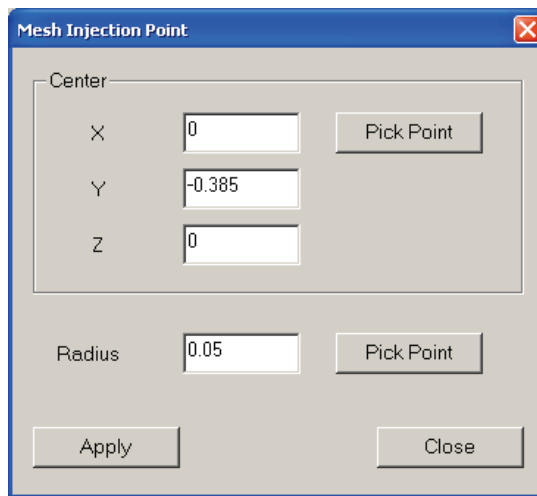 Mesh Injection Point
Center
X 0 Pick Point
Y -0.385
Z 0
Radius 0.05 Pick Point
Apply Close